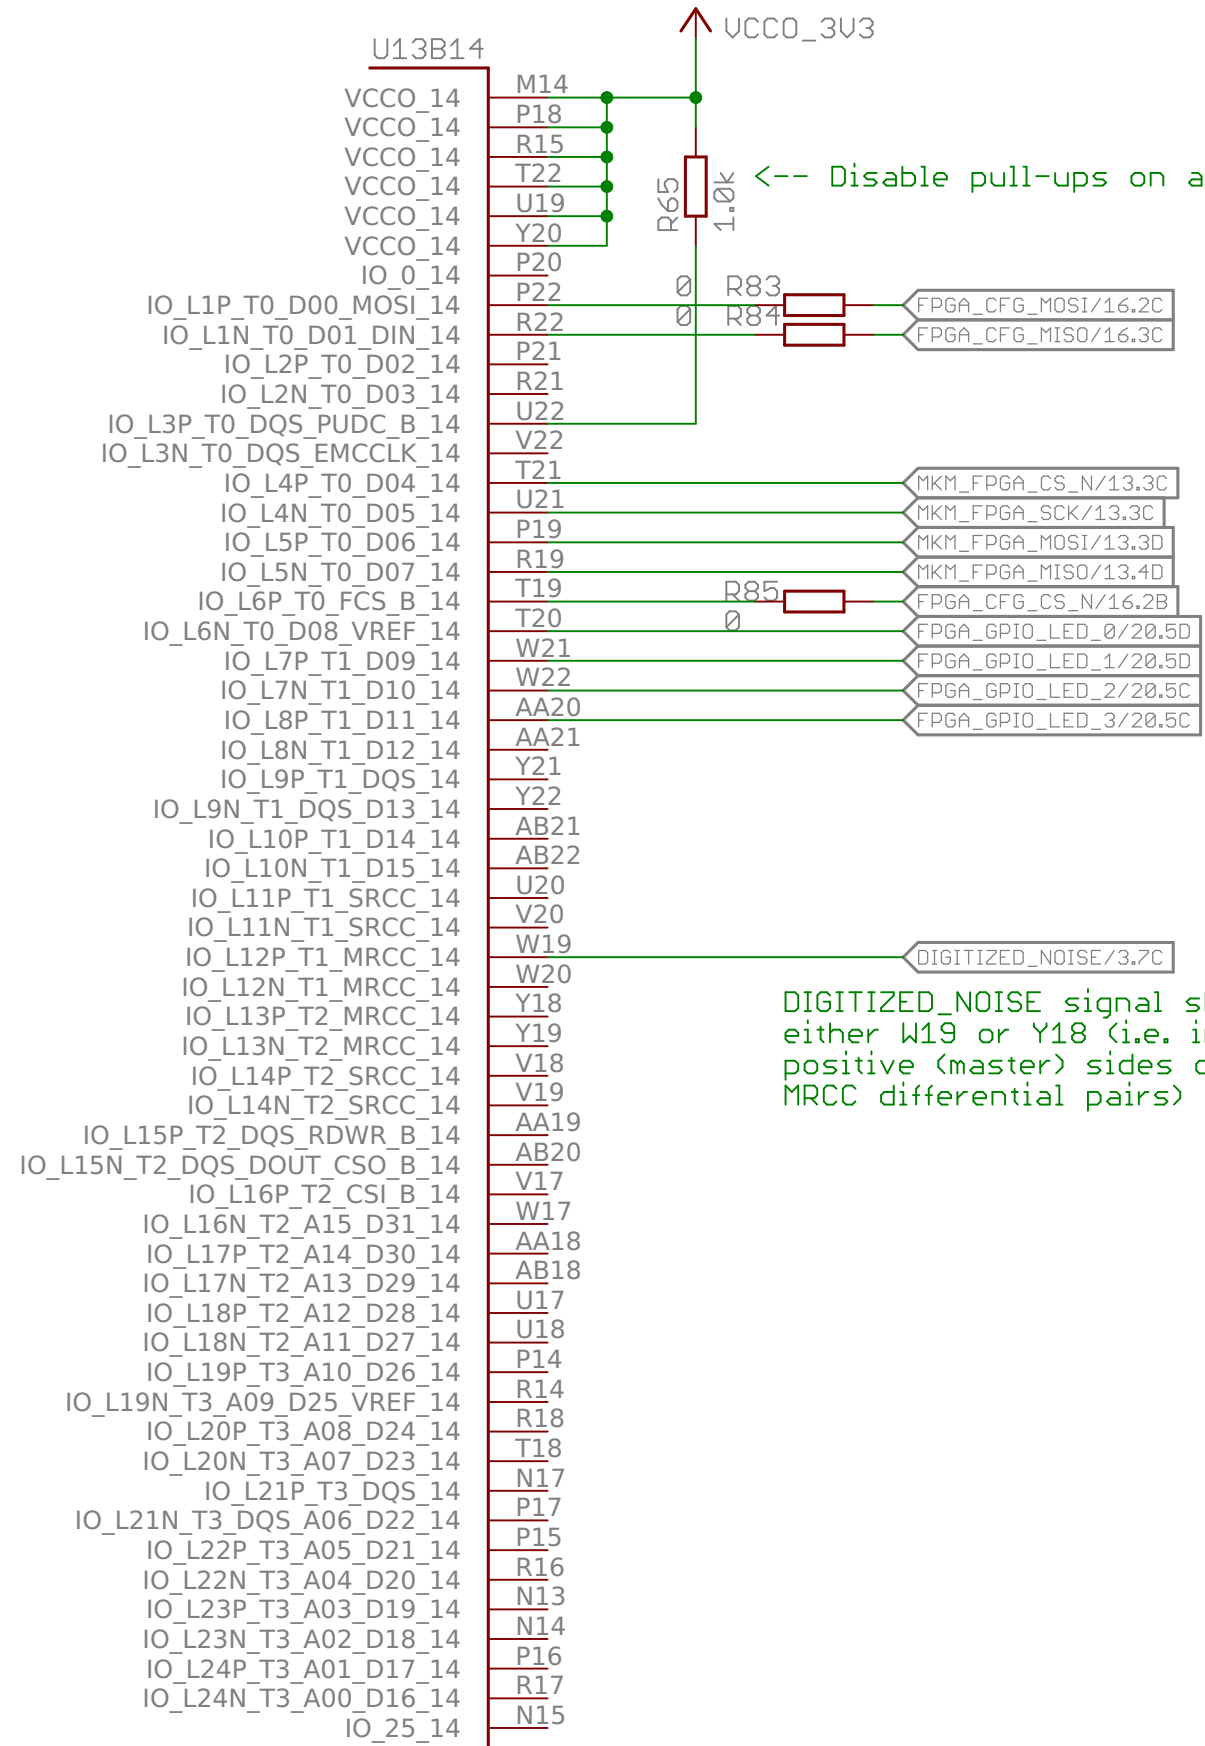 VCCO_3V3
U13B14
VCCO_14 M14
VCCO_14 P18
VCCO_14 R15
VCCO_14 T22
VCCO_14 U19
VCCO_14 Y20
R65
1.0k
<-- Disable pull-ups on a
IO_0_14 P20
IO_L1P_T0_D00_MOSI_14 P22 0 R83 FPGA_CFG_MOSI/16.2C
IO_L1N_T0_D01_DIN_14 R22 0 R84 FPGA_CFG_MISO/16.3C
IO_L2P_T0_D02_14 P21
IO_L2N_T0_D03_14 R21
IO_L3P_T0_DQS_PUDC_B_14 U22
IO_L3N_T0_DQS_EMCCLK_14 V22
IO_L4P_T0_D04_14 T21 MKM_FPGA_CS_N/13.3C
IO_L4N_T0_D05_14 U21 MKM_FPGA_SCK/13.3C
IO_L5P_T0_D06_14 P19 MKM_FPGA_MOSI/13.3D
IO_L5N_T0_D07_14 R19 MKM_FPGA_MISO/13.4D
IO_L6P_T0_FCS_B_14 T19 R85 FPGA_CFG_CS_N/16.2B
0
IO_L6N_T0_D08_VREF_14 T20 FPGA_GPIO_LED_0/20.5D
IO_L7P_T1_D09_14 W21 FPGA_GPIO_LED_1/20.5D
IO_L7N_T1_D10_14 W22 FPGA_GPIO_LED_2/20.5C
IO_L8P_T1_D11_14 AA20 FPGA_GPIO_LED_3/20.5C
IO_L8N_T1_D12_14 AA21
IO_L9P_T1_DQS_14 Y21
IO_L9N_T1_DQS_D13_14 Y22
IO_L10P_T1_D14_14 AB21
IO_L10N_T1_D15_14 AB22
IO_L11P_T1_SRCC_14 U20
IO_L11N_T1_SRCC_14 V20
IO_L12P_T1_MRCC_14 W19 DIGITIZED_NOISE/3.7C
IO_L12N_T1_MRCC_14 W20
IO_L13P_T2_MRCC_14 Y18
IO_L13N_T2_MRCC_14 Y19
IO_L14P_T2_SRCC_14 V18
IO_L14N_T2_SRCC_14 V19
DIGITIZED_NOISE signal s
either W19 or Y18 (i.e. i
positive (master) sides o
MRCC differential pairs)
IO_L15P_T2_DQS_RDWR_B_14 AA19
IO_L15N_T2_DQS_DOUT_CSO_B_14 AB20
IO_L16P_T2_CSI_B_14 V17
IO_L16N_T2_A15_D31_14 W17
IO_L17P_T2_A14_D30_14 AA18
IO_L17N_T2_A13_D29_14 AB18
IO_L18P_T2_A12_D28_14 U17
IO_L18N_T2_A11_D27_14 U18
IO_L19P_T3_A10_D26_14 P14
IO_L19N_T3_A09_D25_VREF_14 R14
IO_L20P_T3_A08_D24_14 R18
IO_L20N_T3_A07_D23_14 T18
IO_L21P_T3_DQS_14 N17
IO_L21N_T3_DQS_A06_D22_14 P17
IO_L22P_T3_A05_D21_14 P15
IO_L22N_T3_A04_D20_14 R16
IO_L23P_T3_A03_D19_14 N13
IO_L23N_T3_A02_D18_14 N14
IO_L24P_T3_A01_D17_14 P16
IO_L24N_T3_A00_D16_14 R17
IO_25_14 N15